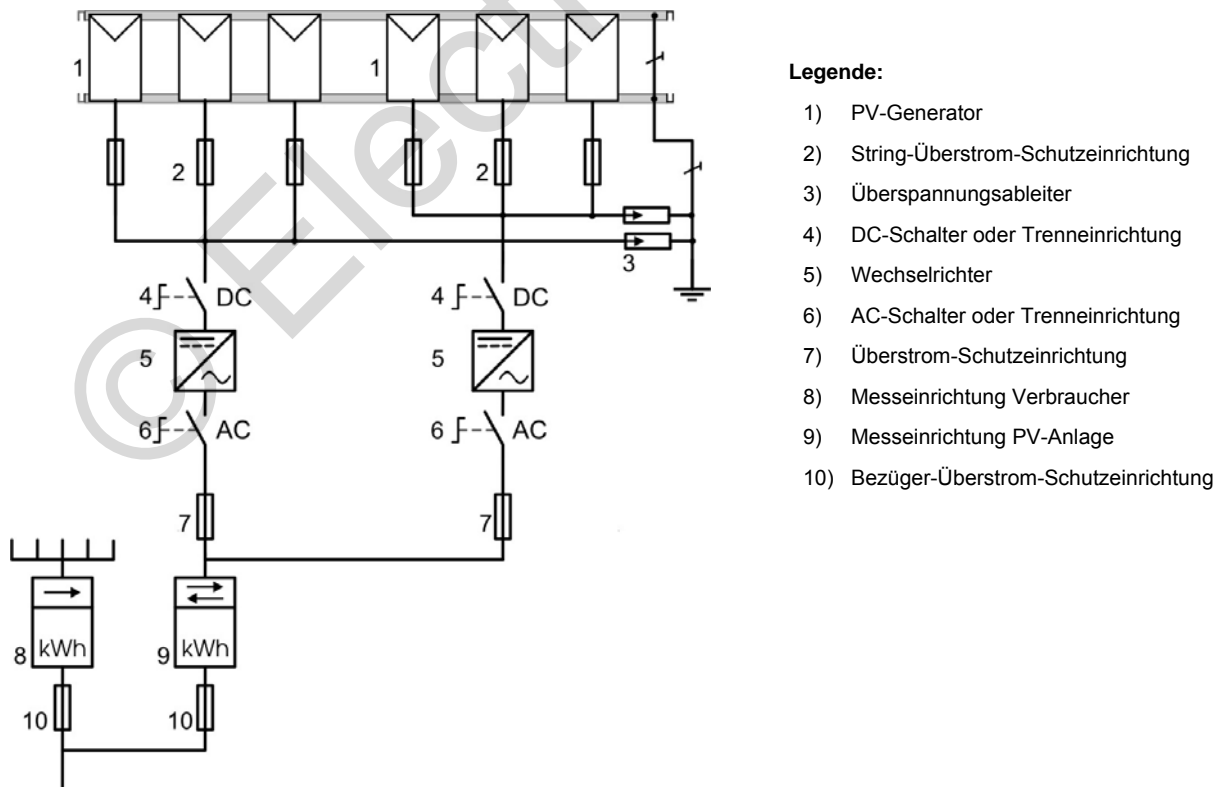 © Electri
1
1
2
2
3
4
DC
4
DC
5
5
6
AC
6
AC
7
7
8
kWh
9
kWh
10
10
Legende:
1) PV-Generator
2) String-Überstrom-Schutzeinrichtung
3) Überspannungsableiter
4) DC-Schalter oder Trenneinrichtung
5) Wechselrichter
6) AC-Schalter oder Trenneinrichtung
7) Überstrom-Schutzeinrichtung
8) Messeinrichtung Verbraucher
9) Messeinrichtung PV-Anlage
10) Bezüger-Überstrom-Schutzeinrichtung